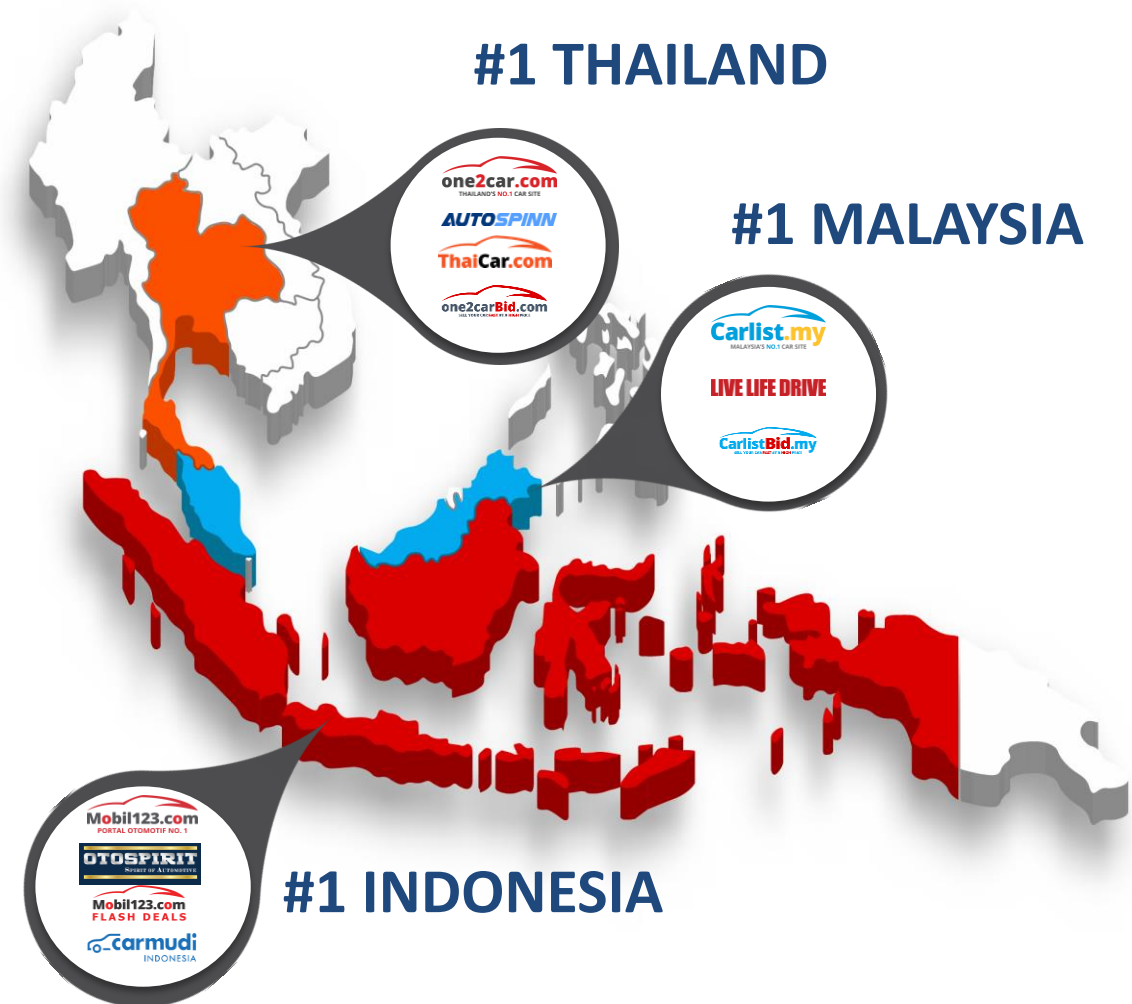 #1 THAILAND
one2car.com
THAILAND'S NO.1 CAR SITE
AUTOSPINN
ThaiCar.com
one2carBid.com
#1 MALAYSIA
Carlist.my
MALAYSIA'S NO.1 CAR SITE
LIVE LIFE DRIVE
CarlistBid.my
Mobil123.com
PORTAL OTOMOTIF NO. 1
OTOSPIRIT
SPIRIT OF AUTOMOTIVE
Mobil123.com
FLASH DEALS
carmudi
INDONESIA
#1 INDONESIA